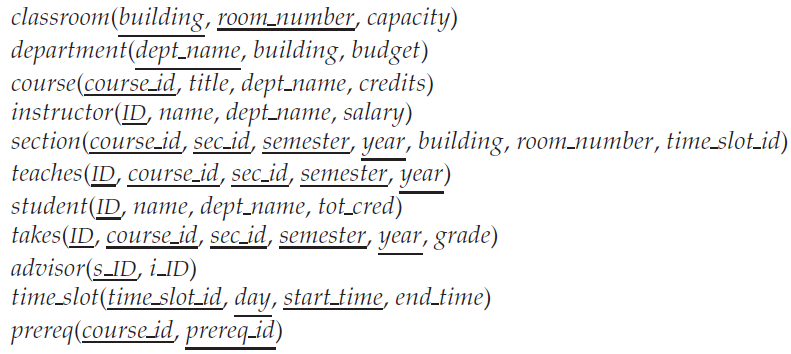 classroom(building, room_number, capacity)
department(dept_name, building, budget)
course(course_id, title, dept_name, credits)
instructor(ID, name, dept_name, salary)
section(course_id, sec_id, semester, year, building, room_number, time_slot_id)
teaches(ID, course_id, sec_id, semester, year)
student(ID, name, dept_name, tot_cred)
takes(ID, course_id, sec_id, semester, year, grade)
advisor(s_ID, i_ID)
time_slot(time_slot_id, day, start_time, end_time)
prereq(course_id, prereq_id)